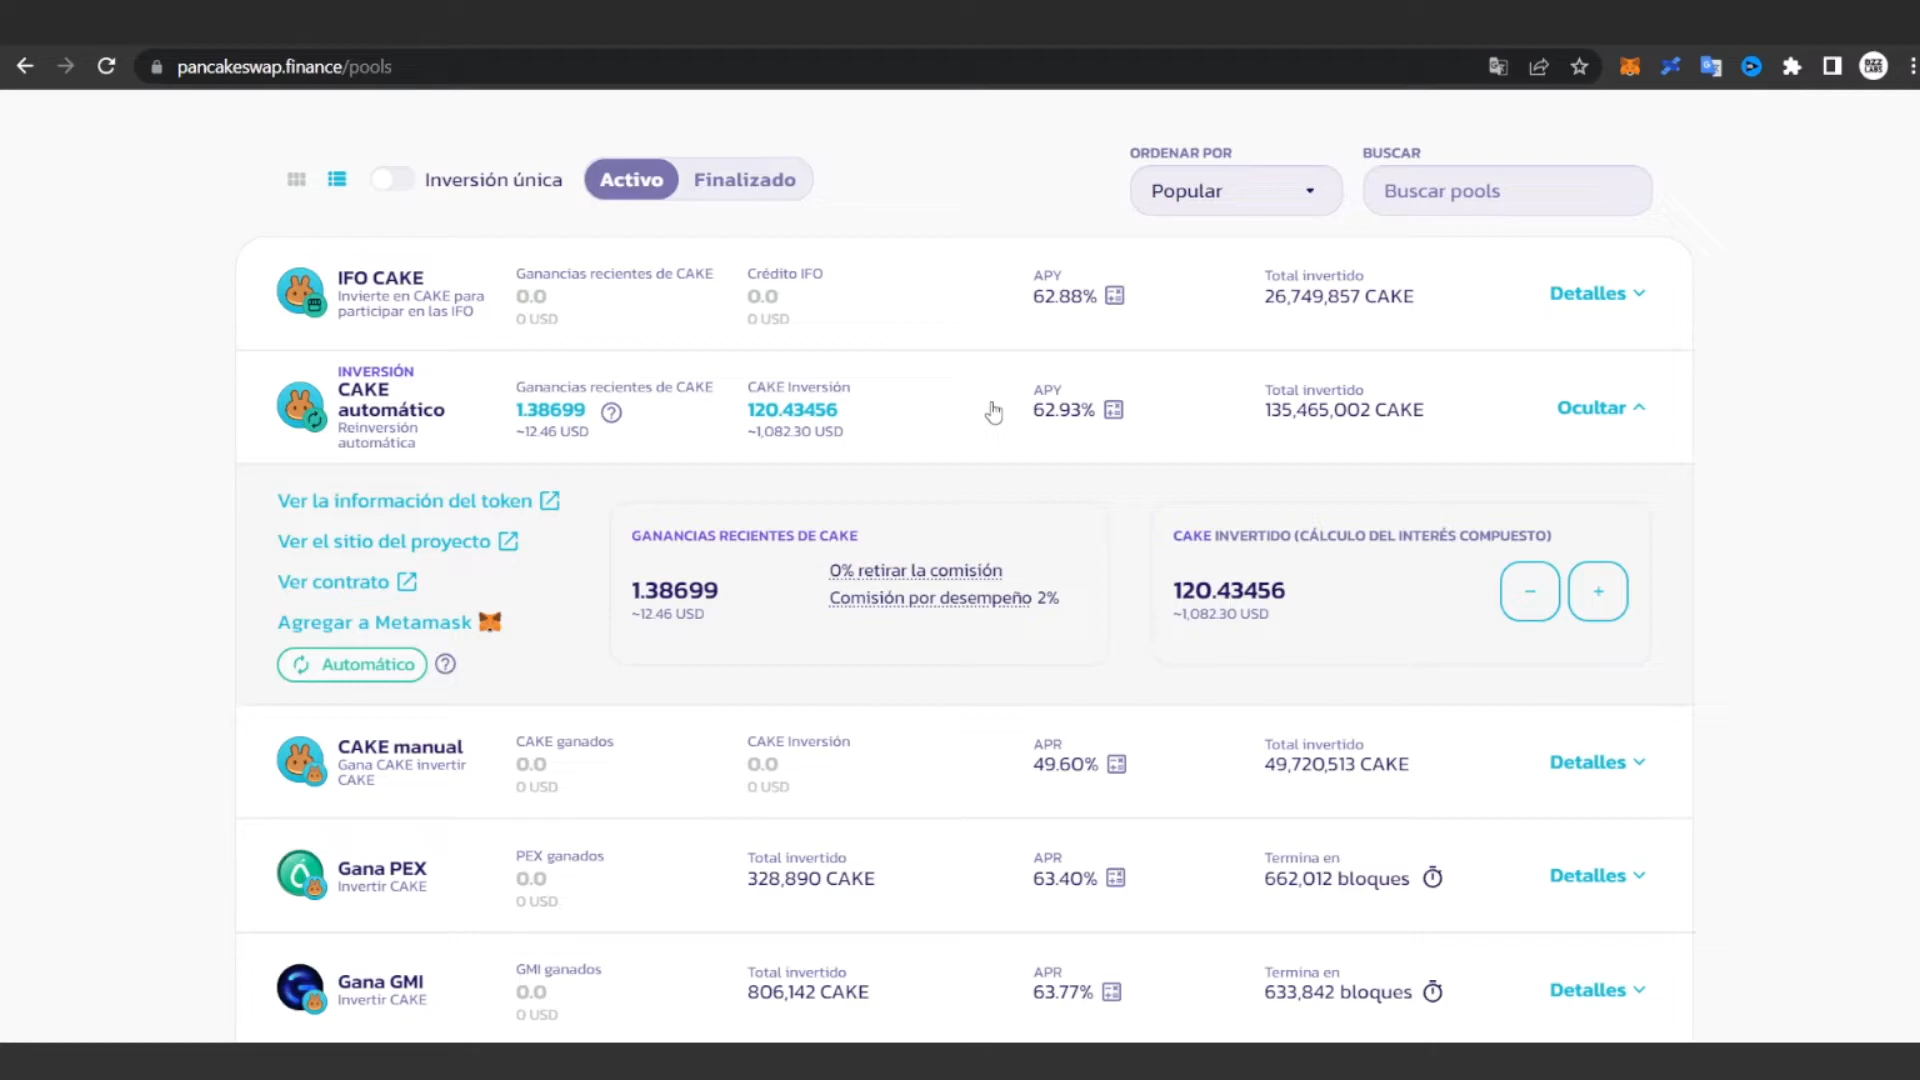 pancakeswap.finance/pools
BZZ
LABS
Inversión única
Activo
Finalizado
ORDENAR POR
Popular
BUSCAR
Buscar pools
IFO CAKE
Invierte en CAKE para
participar en las IFO
Ganancias recientes de CAKE
0.0
0 USD
Crédito IFO
0.0
0 USD
APY
62.88%
Total invertido
26,749,857 CAKE
Detalles
INVERSIÓN
CAKE
automático
Reinversión
automática
Ganancias recientes de CAKE
1.38699
~12.46 USD
CAKE Inversión
120.43456
~1,082.30 USD
APY
62.93%
Total invertido
135,465,002 CAKE
Ocultar
Ver la información del token
Ver el sitio del proyecto
Ver contrato
Agregar a Metamask
Automático
GANANCIAS RECIENTES DE CAKE
1.38699
~12.46 USD
0% retirar la comisión
Comisión por desempeño 2%
CAKE INVERTIDO (CÁLCULO DEL INTERÉS COMPUESTO)
120.43456
~1,082.30 USD
-
+
CAKE manual
Gana CAKE invertir
CAKE
CAKE ganados
0.0
0 USD
CAKE Inversión
0.0
0 USD
APR
49.60%
Total invertido
49,720,513 CAKE
Detalles
Gana PEX
Invertir CAKE
PEX ganados
0.0
0 USD
Total invertido
328,890 CAKE
APR
63.40%
Termina en
662,012 bloques
Detalles
Gana GMI
Invertir CAKE
GMI ganados
0.0
0 USD
Total invertido
806,142 CAKE
APR
63.77%
Termina en
633,842 bloques
Detalles